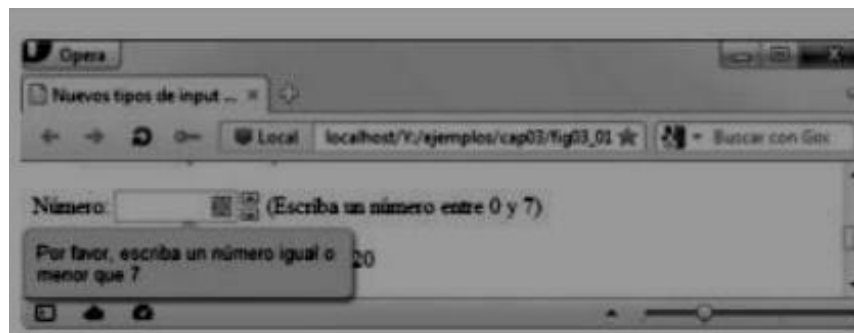 Opera
Nuevos tipos de input ...
Local localhost/Y:/ejemplos/cap03/fig03_01 Buscar con Goc
Número: (Escriba un número entre 0 y 7)
Por favor, escriba un número igual o
menor que 7
20